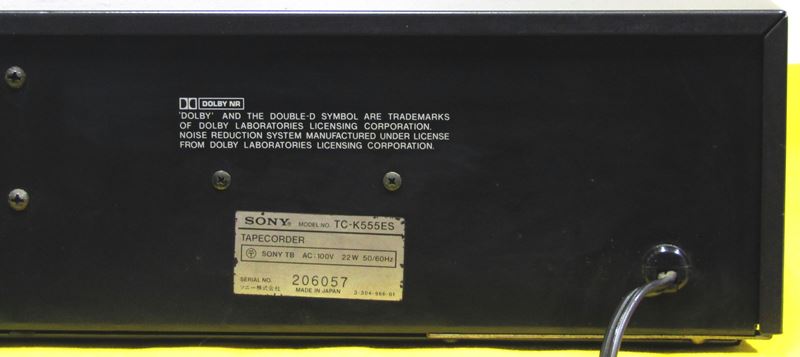 DOLBY NR
'DOLBY' AND THE DOUBLE-D SYMBOL ARE TRADEMARKS
OF DOLBY LABORATORIES LICENSING CORPORATION.
NOISE REDUCTION SYSTEM MANUFACTURED UNDER LICENSE
FROM DOLBY LABORATORIES LICENSING CORPORATION.
SONY® MODEL NO. TC-K555ES
TAPECORDER
SONY TB AC:100V 22W 50/60Hz
SERIAL NO. 206057
ソニー株式会社 MADE IN JAPAN